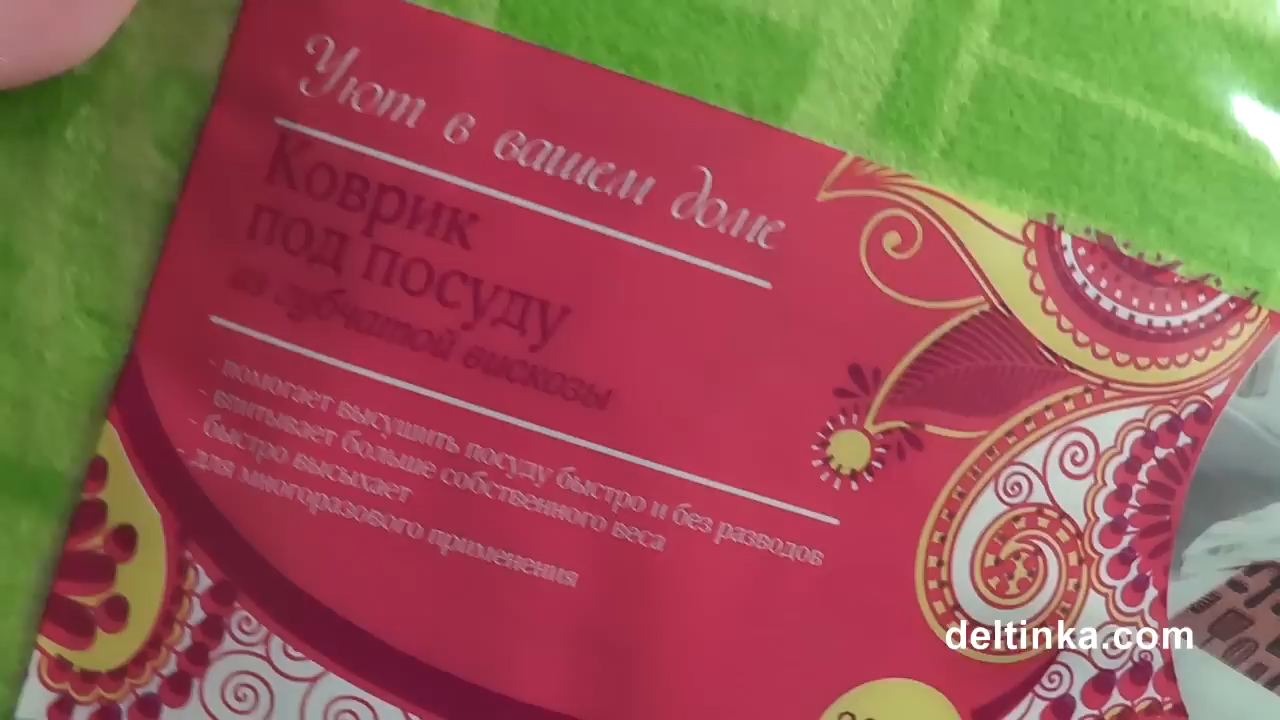 Уют в вашем доме
Коврик
под посуду
из губчатой вискозы
- помогает высушить посуду быстро и без разводов
- впитывает больше собственного веса
- быстро высыхает
- для многоразового применения
deltinka.com